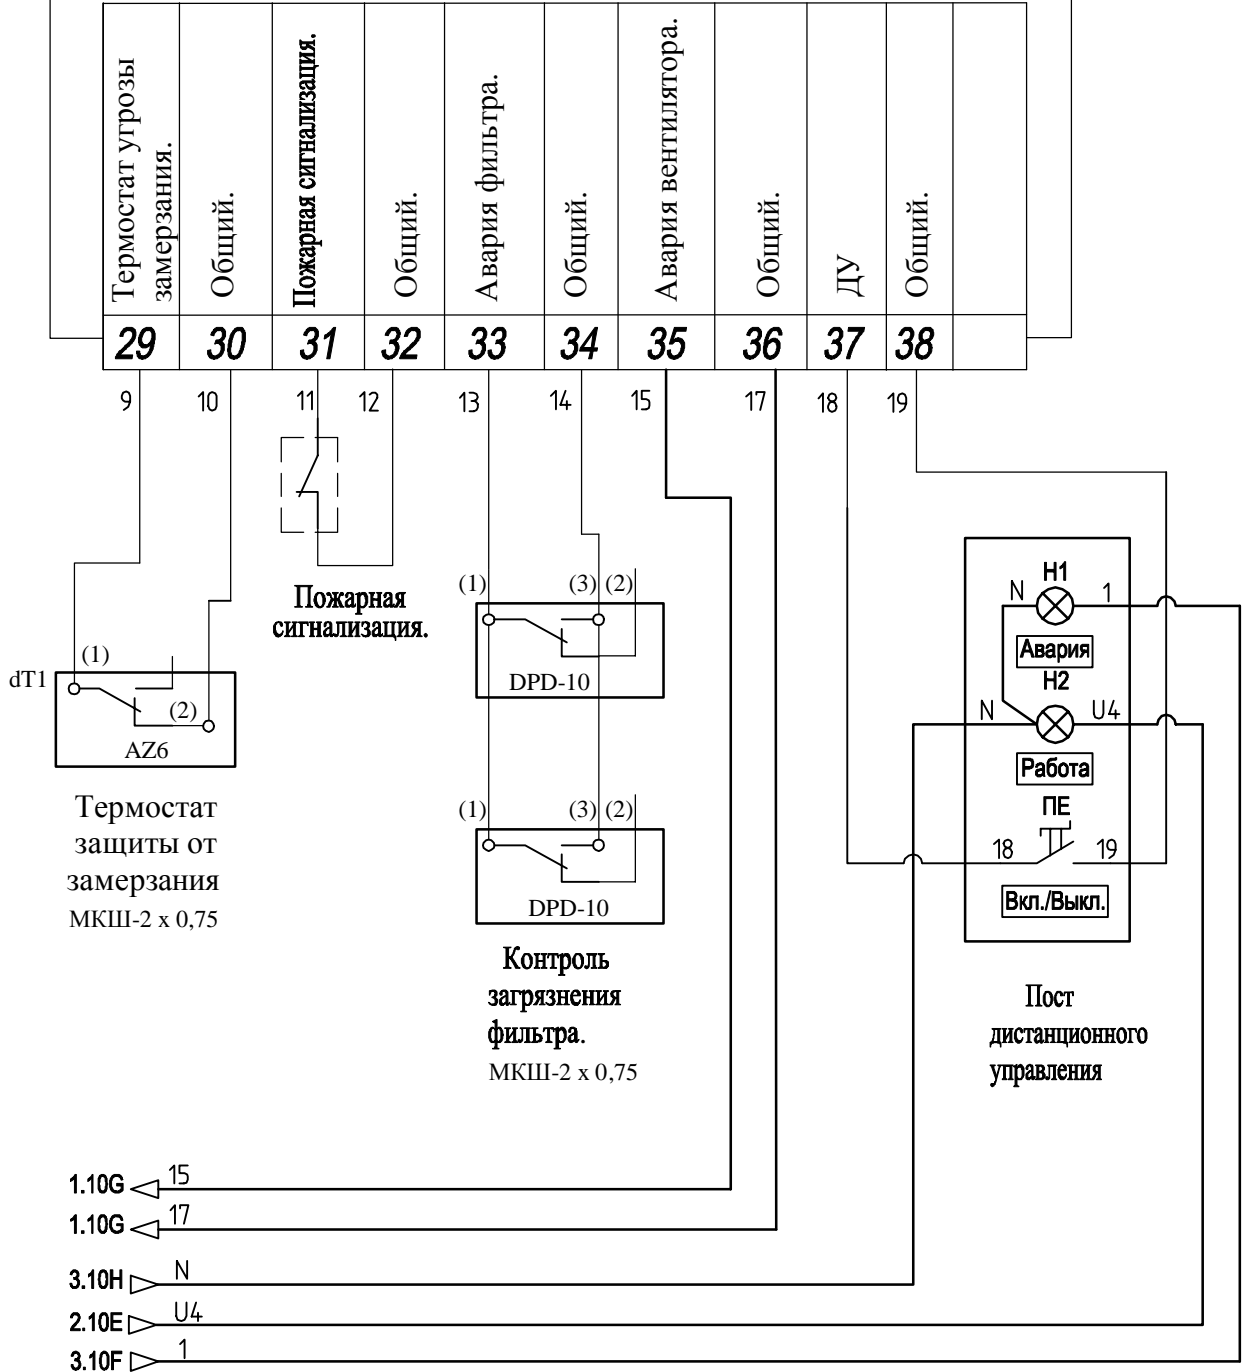 Термостат угрозы
замерзания.
Общий.
Пожарная сигнализация.
Общий.
Авария фильтра.
Общий.
Авария вентилятора.
Общий.
ДУ
Общий.
29 30 31 32 33 34 35 36 37 38
9 10 11 12 13 14 15 17 18 19
(1) (3) (2)
DPD-10
Пожарная
сигнализация.
dT1 (1)
(2)
AZ6
Термостат
защиты от
замерзания
МКШ-2 x 0,75
(1) (3) (2)
DPD-10
Контроль
загрязнения
фильтра.
МКШ-2 x 0,75
H1
N 1
Авария
H2
N U4
Работа
ПЕ
18 19
Вкл./Выкл.
Пост
дистанционного
управления
1.10G 15
1.10G 17
3.10H N
2.10E U4
3.10F 1